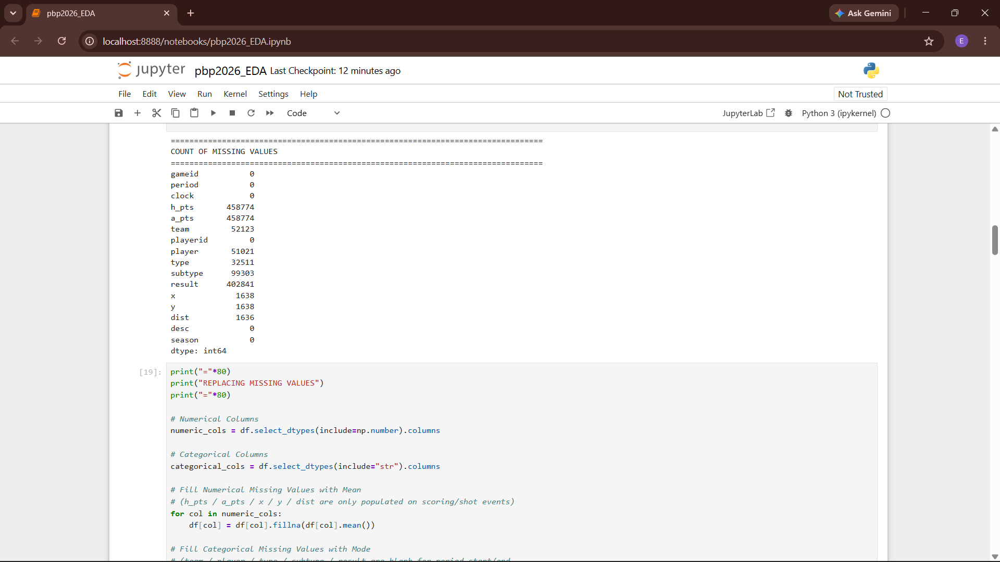 pbp2026_EDA
Ask Gemini
localhost:8888/notebooks/pbp2026_EDA.ipynb
E
jupyter pbp2026_EDA Last Checkpoint: 12 minutes ago
File Edit View Run Kernel Settings Help Not Trusted
Code JupyterLab Python 3 (ipykernel)
================================================================================
COUNT OF MISSING VALUES
================================================================================
gameid 0
period 0
clock 0
h_pts 458774
a_pts 458774
team 52123
playerid 0
player 51021
type 32511
subtype 99303
result 402841
x 1638
y 1638
dist 1636
desc 0
season 0
dtype: int64
[19]: print("="*80)
print("REPLACING MISSING VALUES")
print("="*80)
# Numerical Columns
numeric_cols = df.select_dtypes(include=np.number).columns
# Categorical Columns
categorical_cols = df.select_dtypes(include="str").columns
# Fill Numerical Missing Values with Mean
# (h_pts / a_pts / x / y / dist are only populated on scoring/shot events)
for col in numeric_cols:
    df[col] = df[col].fillna(df[col].mean())
# Fill Categorical Missing Values with Mode
# (team / player / type / subtype / result are blank for period start/end